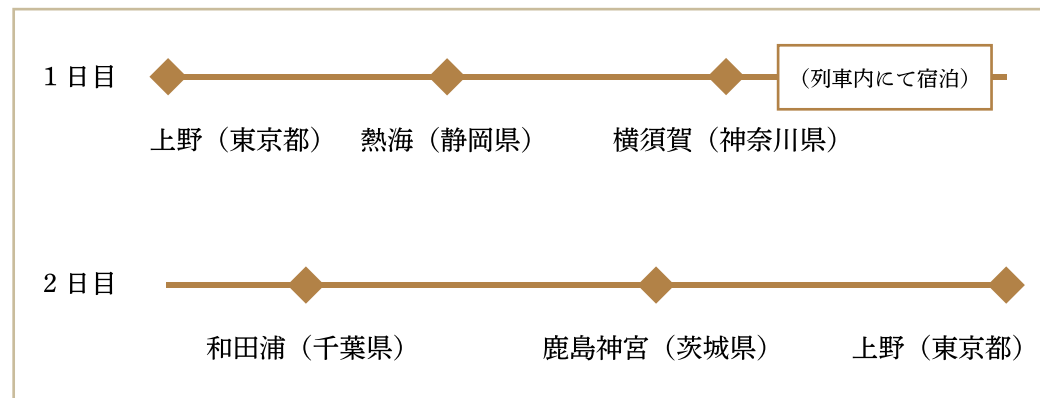 1日目
（列車内にて宿泊）
上野（東京都）
熱海（静岡県）
横須賀（神奈川県）
2日目
和田浦（千葉県）
鹿島神宮（茨城県）
上野（東京都）